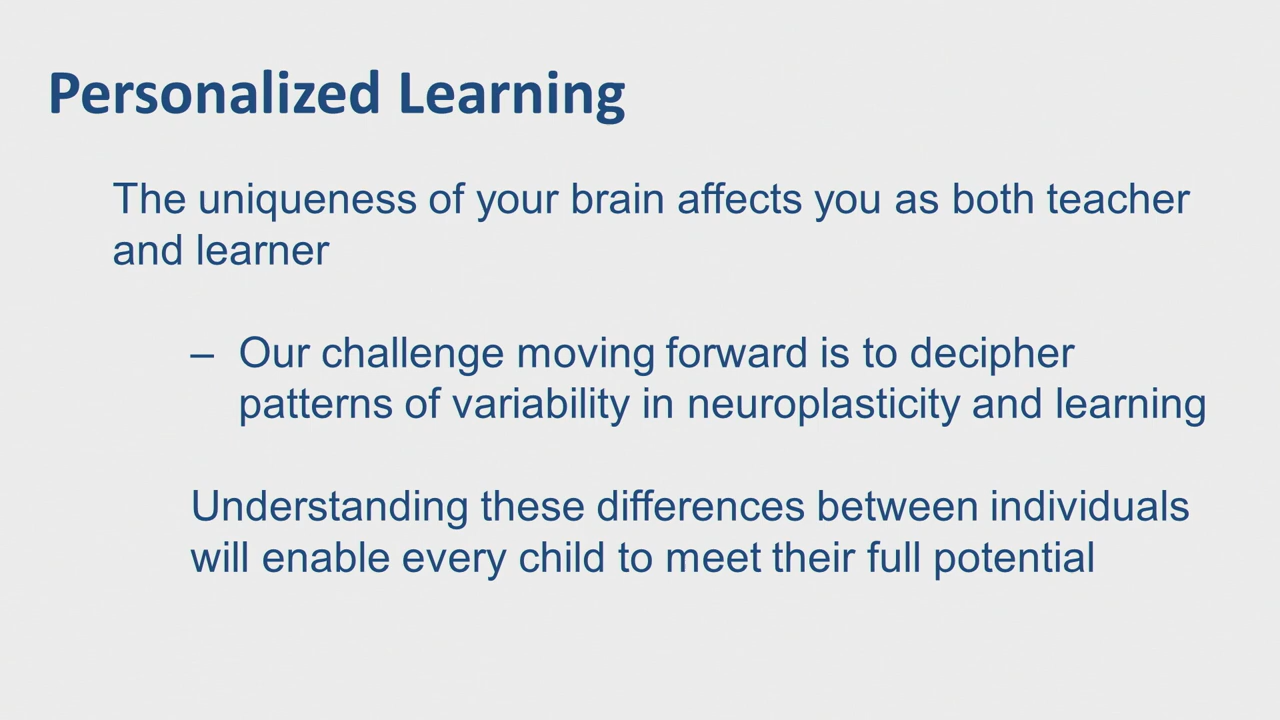 Personalized Learning
The uniqueness of your brain affects you as both teacher
and learner
– Our challenge moving forward is to decipher
patterns of variability in neuroplasticity and learning
Understanding these differences between individuals
will enable every child to meet their full potential